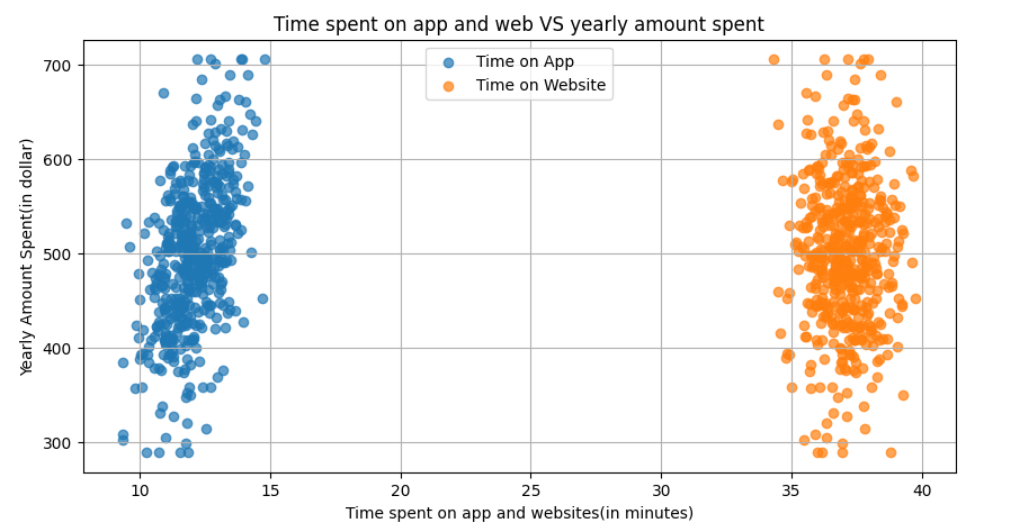 Time spent on app and web VS yearly amount spent
Time on App
Time on Website
Yearly Amount Spent(in dollar)
700
600
500
400
300
10 15 20 25 30 35 40
Time spent on app and websites(in minutes)